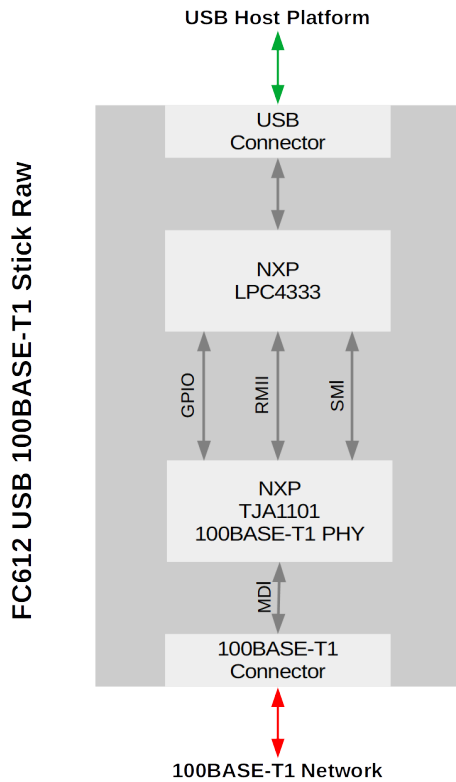 USB Host Platform
FC612 USB 100BASE-T1 Stick Raw
USB
Connector
NXP
LPC4333
GPIO
RMII
SMI
NXP
TJA1101
100BASE-T1 PHY
MDI
100BASE-T1
Connector
100BASE-T1 Network